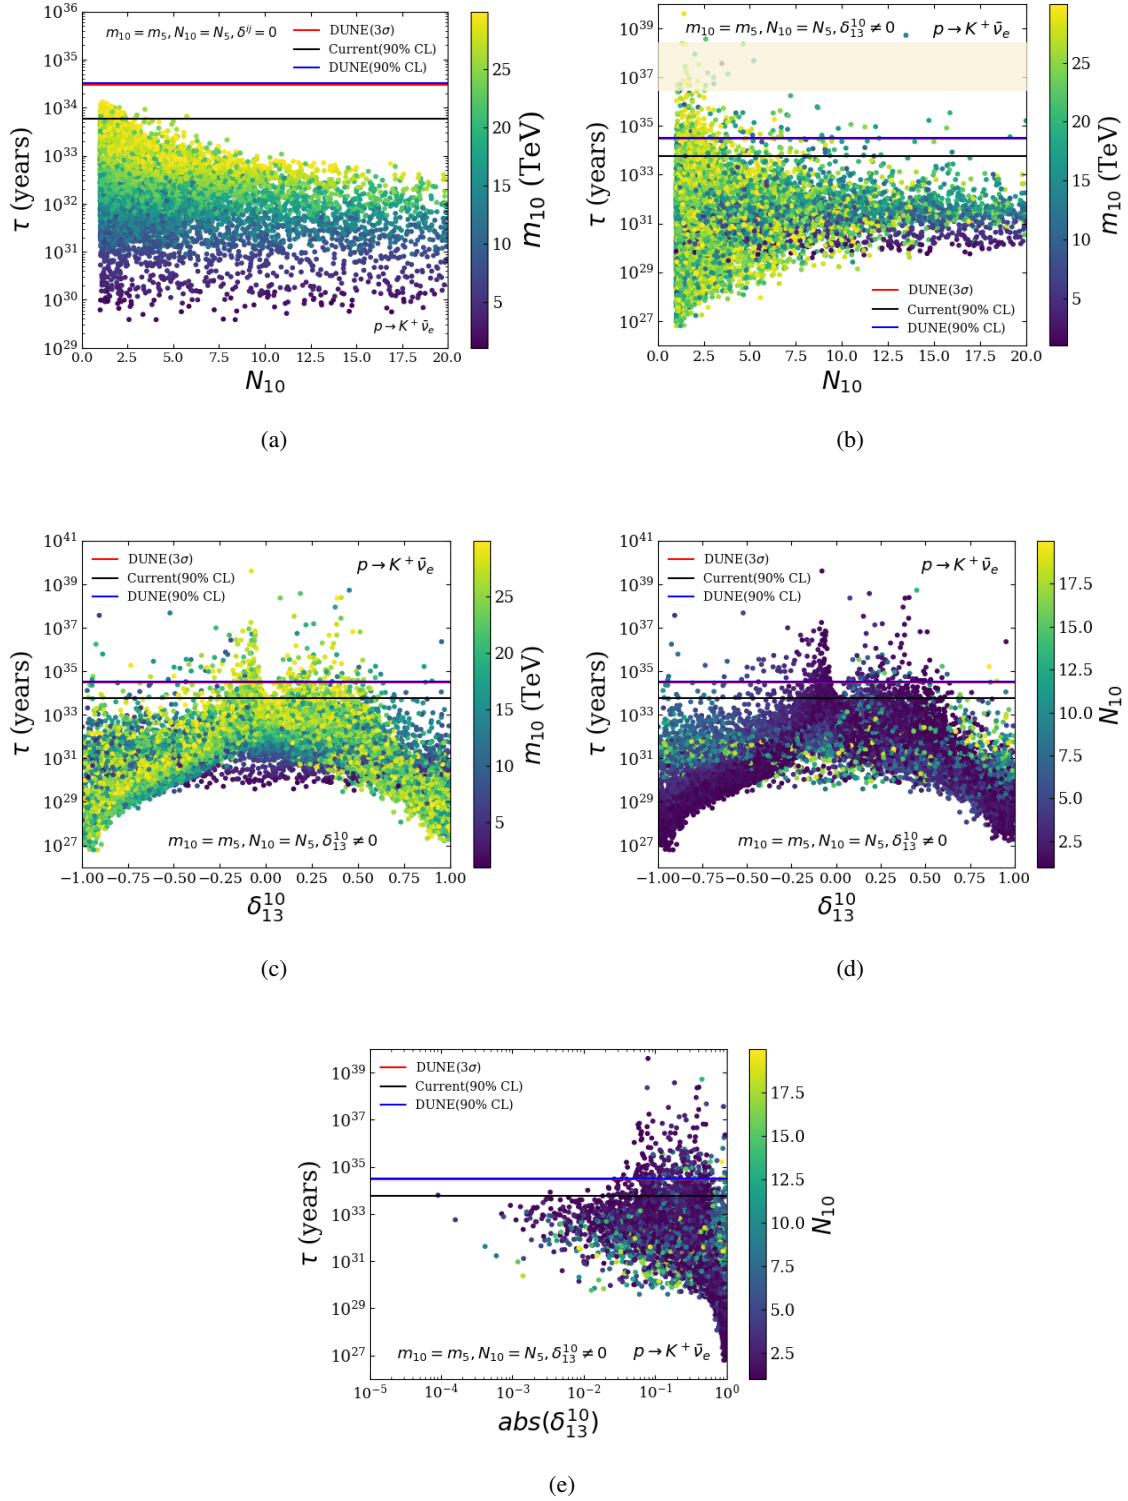 10^36
10^35
10^34
10^33
10^32
10^31
10^30
10^29
τ (years)
m_10 = m_5, N_10 = N_5, δ^ij = 0
DUNE(3σ)
Current(90% CL)
DUNE(90% CL)
p → K^+ ν̄_e
0.0 2.5 5.0 7.5 10.0 12.5 15.0 17.5 20.0
N_10
25
20
15
10
5
m_10 (TeV)
(a)
10^39
10^37
10^35
10^33
10^31
10^29
10^27
τ (years)
m_10 = m_5, N_10 = N_5, δ_13^10 ≠ 0
p → K^+ ν̄_e
DUNE(3σ)
Current(90% CL)
DUNE(90% CL)
0.0 2.5 5.0 7.5 10.0 12.5 15.0 17.5 20.0
N_10
25
20
15
10
5
m_10 (TeV)
(b)
10^41
10^39
10^37
10^35
10^33
10^31
10^29
10^27
τ (years)
DUNE(3σ)
Current(90% CL)
DUNE(90% CL)
p → K^+ ν̄_e
m_10 = m_5, N_10 = N_5, δ_13^10 ≠ 0
−1.00 −0.75 −0.50 −0.25 0.00 0.25 0.50 0.75 1.00
δ_13^10
25
20
15
10
5
m_10 (TeV)
(c)
10^41
10^39
10^37
10^35
10^33
10^31
10^29
10^27
τ (years)
DUNE(3σ)
Current(90% CL)
DUNE(90% CL)
p → K^+ ν̄_e
m_10 = m_5, N_10 = N_5, δ_13^10 ≠ 0
−1.00 −0.75 −0.50 −0.25 0.00 0.25 0.50 0.75 1.00
δ_13^10
17.5
15.0
12.5
10.0
7.5
5.0
2.5
N_10
(d)
10^39
10^37
10^35
10^33
10^31
10^29
10^27
τ (years)
DUNE(3σ)
Current(90% CL)
DUNE(90% CL)
m_10 = m_5, N_10 = N_5, δ_13^10 ≠ 0
p → K^+ ν̄_e
10^−5 10^−4 10^−3 10^−2 10^−1 10^0
abs(δ_13^10)
17.5
15.0
12.5
10.0
7.5
5.0
2.5
N_10
(e)